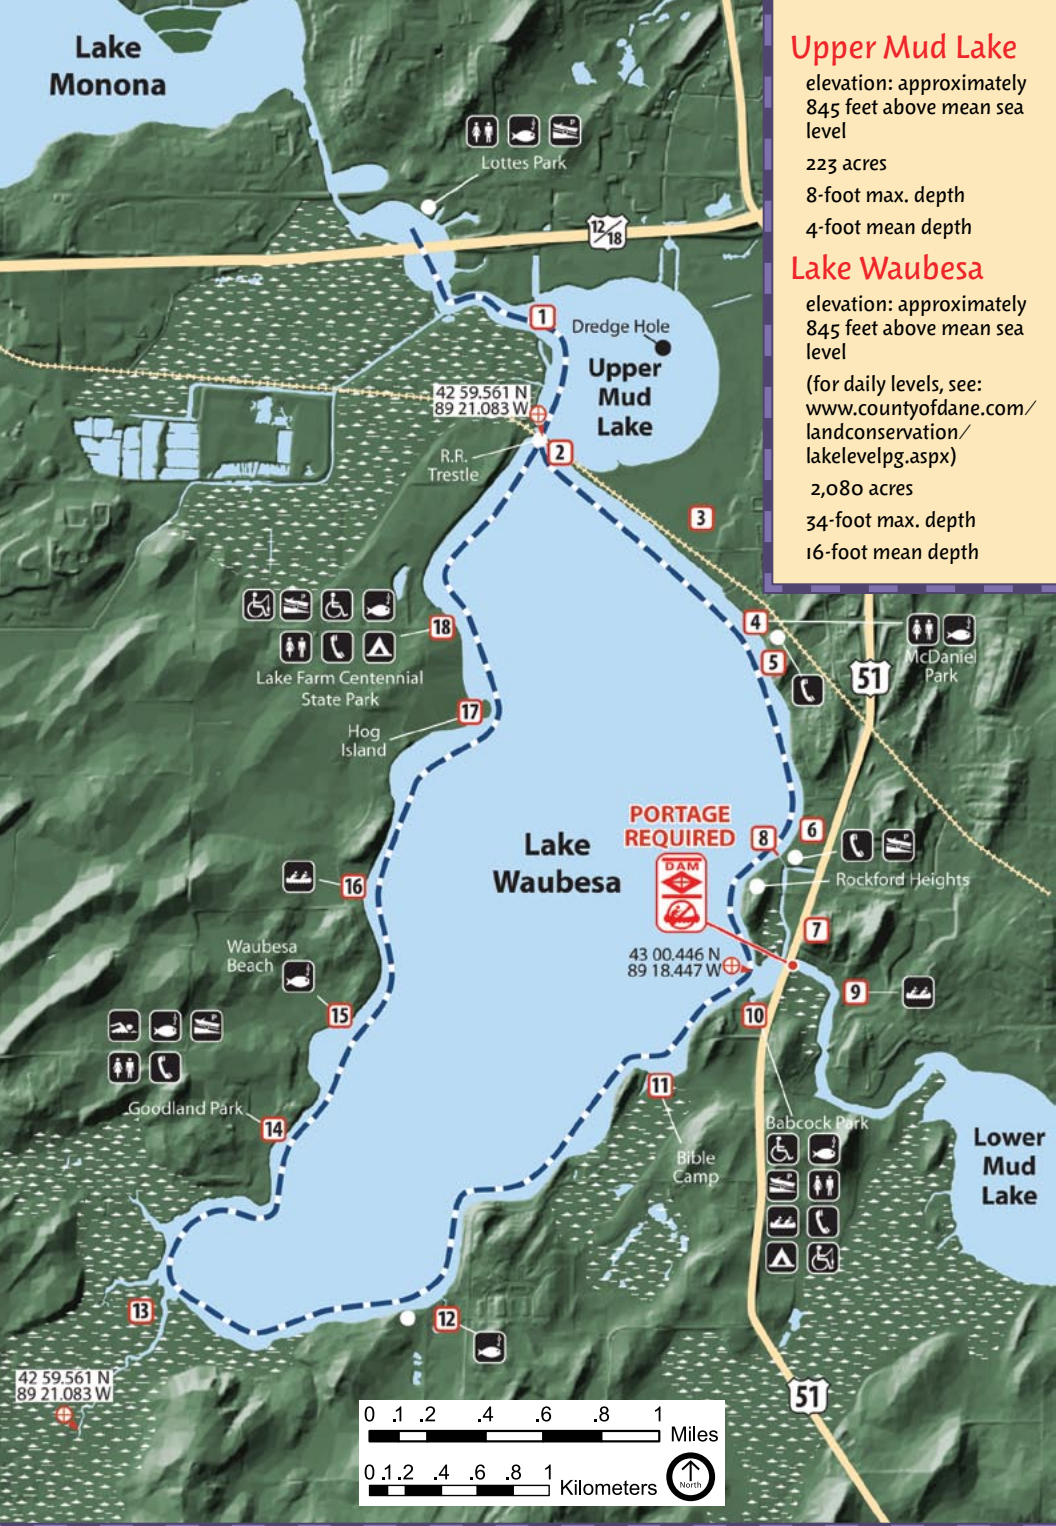 Lake
Monona
Lottes Park
12/18
1
Dredge Hole
Upper
Mud
Lake
42 59.561 N
89 21.083 W
R.R.
Trestle
2
3
Upper Mud Lake
elevation: approximately
845 feet above mean sea
level
223 acres
8-foot max. depth
4-foot mean depth
Lake Waubesa
elevation: approximately
845 feet above mean sea
level
(for daily levels, see:
www.countyofdane.com/
landconservation/
lakelevelpg.aspx)
2,080 acres
34-foot max. depth
16-foot mean depth
4
McDaniel
Park
5
51
18
Lake Farm Centennial
State Park
17
Hog
Island
PORTAGE
REQUIRED
DAM
8
6
Rockford Heights
Lake
Waubesa
16
7
Waubesa
Beach
43 00.446 N
89 18.447 W
9
15
10
11
Goodland Park
14
Babcock Park
Bible
Camp
Lower
Mud
Lake
13
12
42 59.561 N
89 21.083 W
51
0 .1 .2 .4 .6 .8 1
Miles
0 .1 .2 .4 .6 .8 1
Kilometers
North